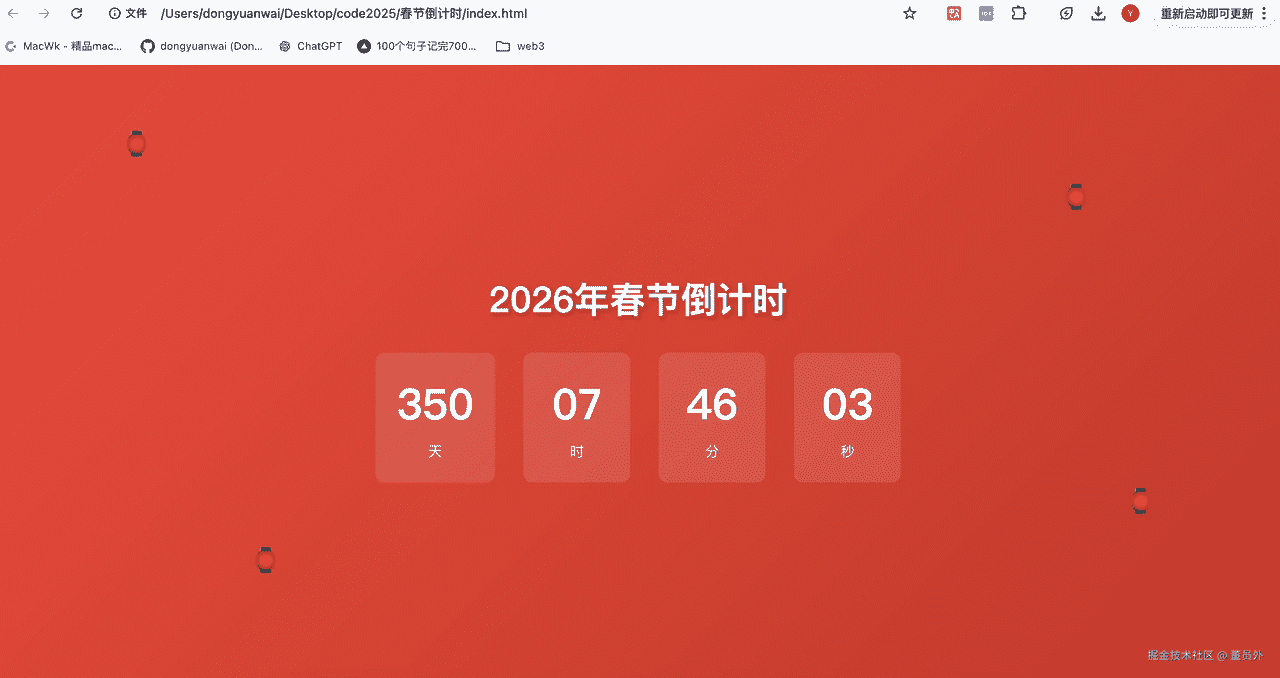 文件 /Users/dongyuanwai/Desktop/code2025/春节倒计时/index.html 重新启动即可更新
MacWk - 精品mac... dongyuanwai (Don... ChatGPT 100个句子记完700... web3
2026年春节倒计时
350 07 46 03
天 时 分 秒
掘金技术社区 @ 董员外